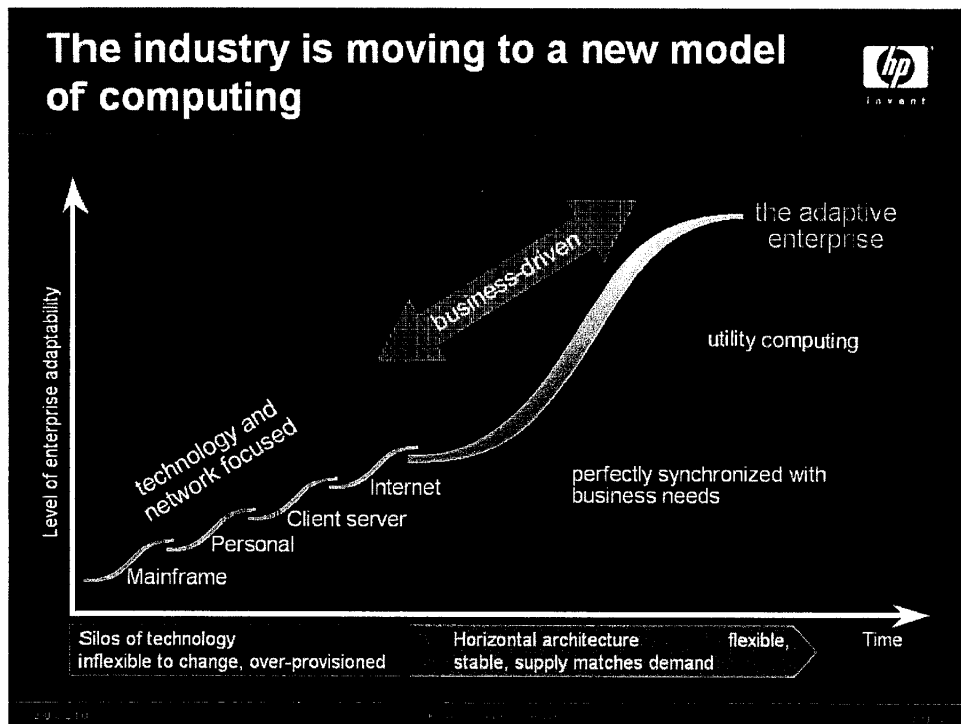 The industry is moving to a new model
of computing
hp
invent
the adaptive
enterprise
business-driven
utility computing
Level of enterprise adaptability
technology and
network focused
Internet
perfectly synchronized with
business needs
Client server
Personal
Mainframe
Silos of technology
inflexible to change, over-provisioned
Horizontal architecture flexible,
stable, supply matches demand
Time